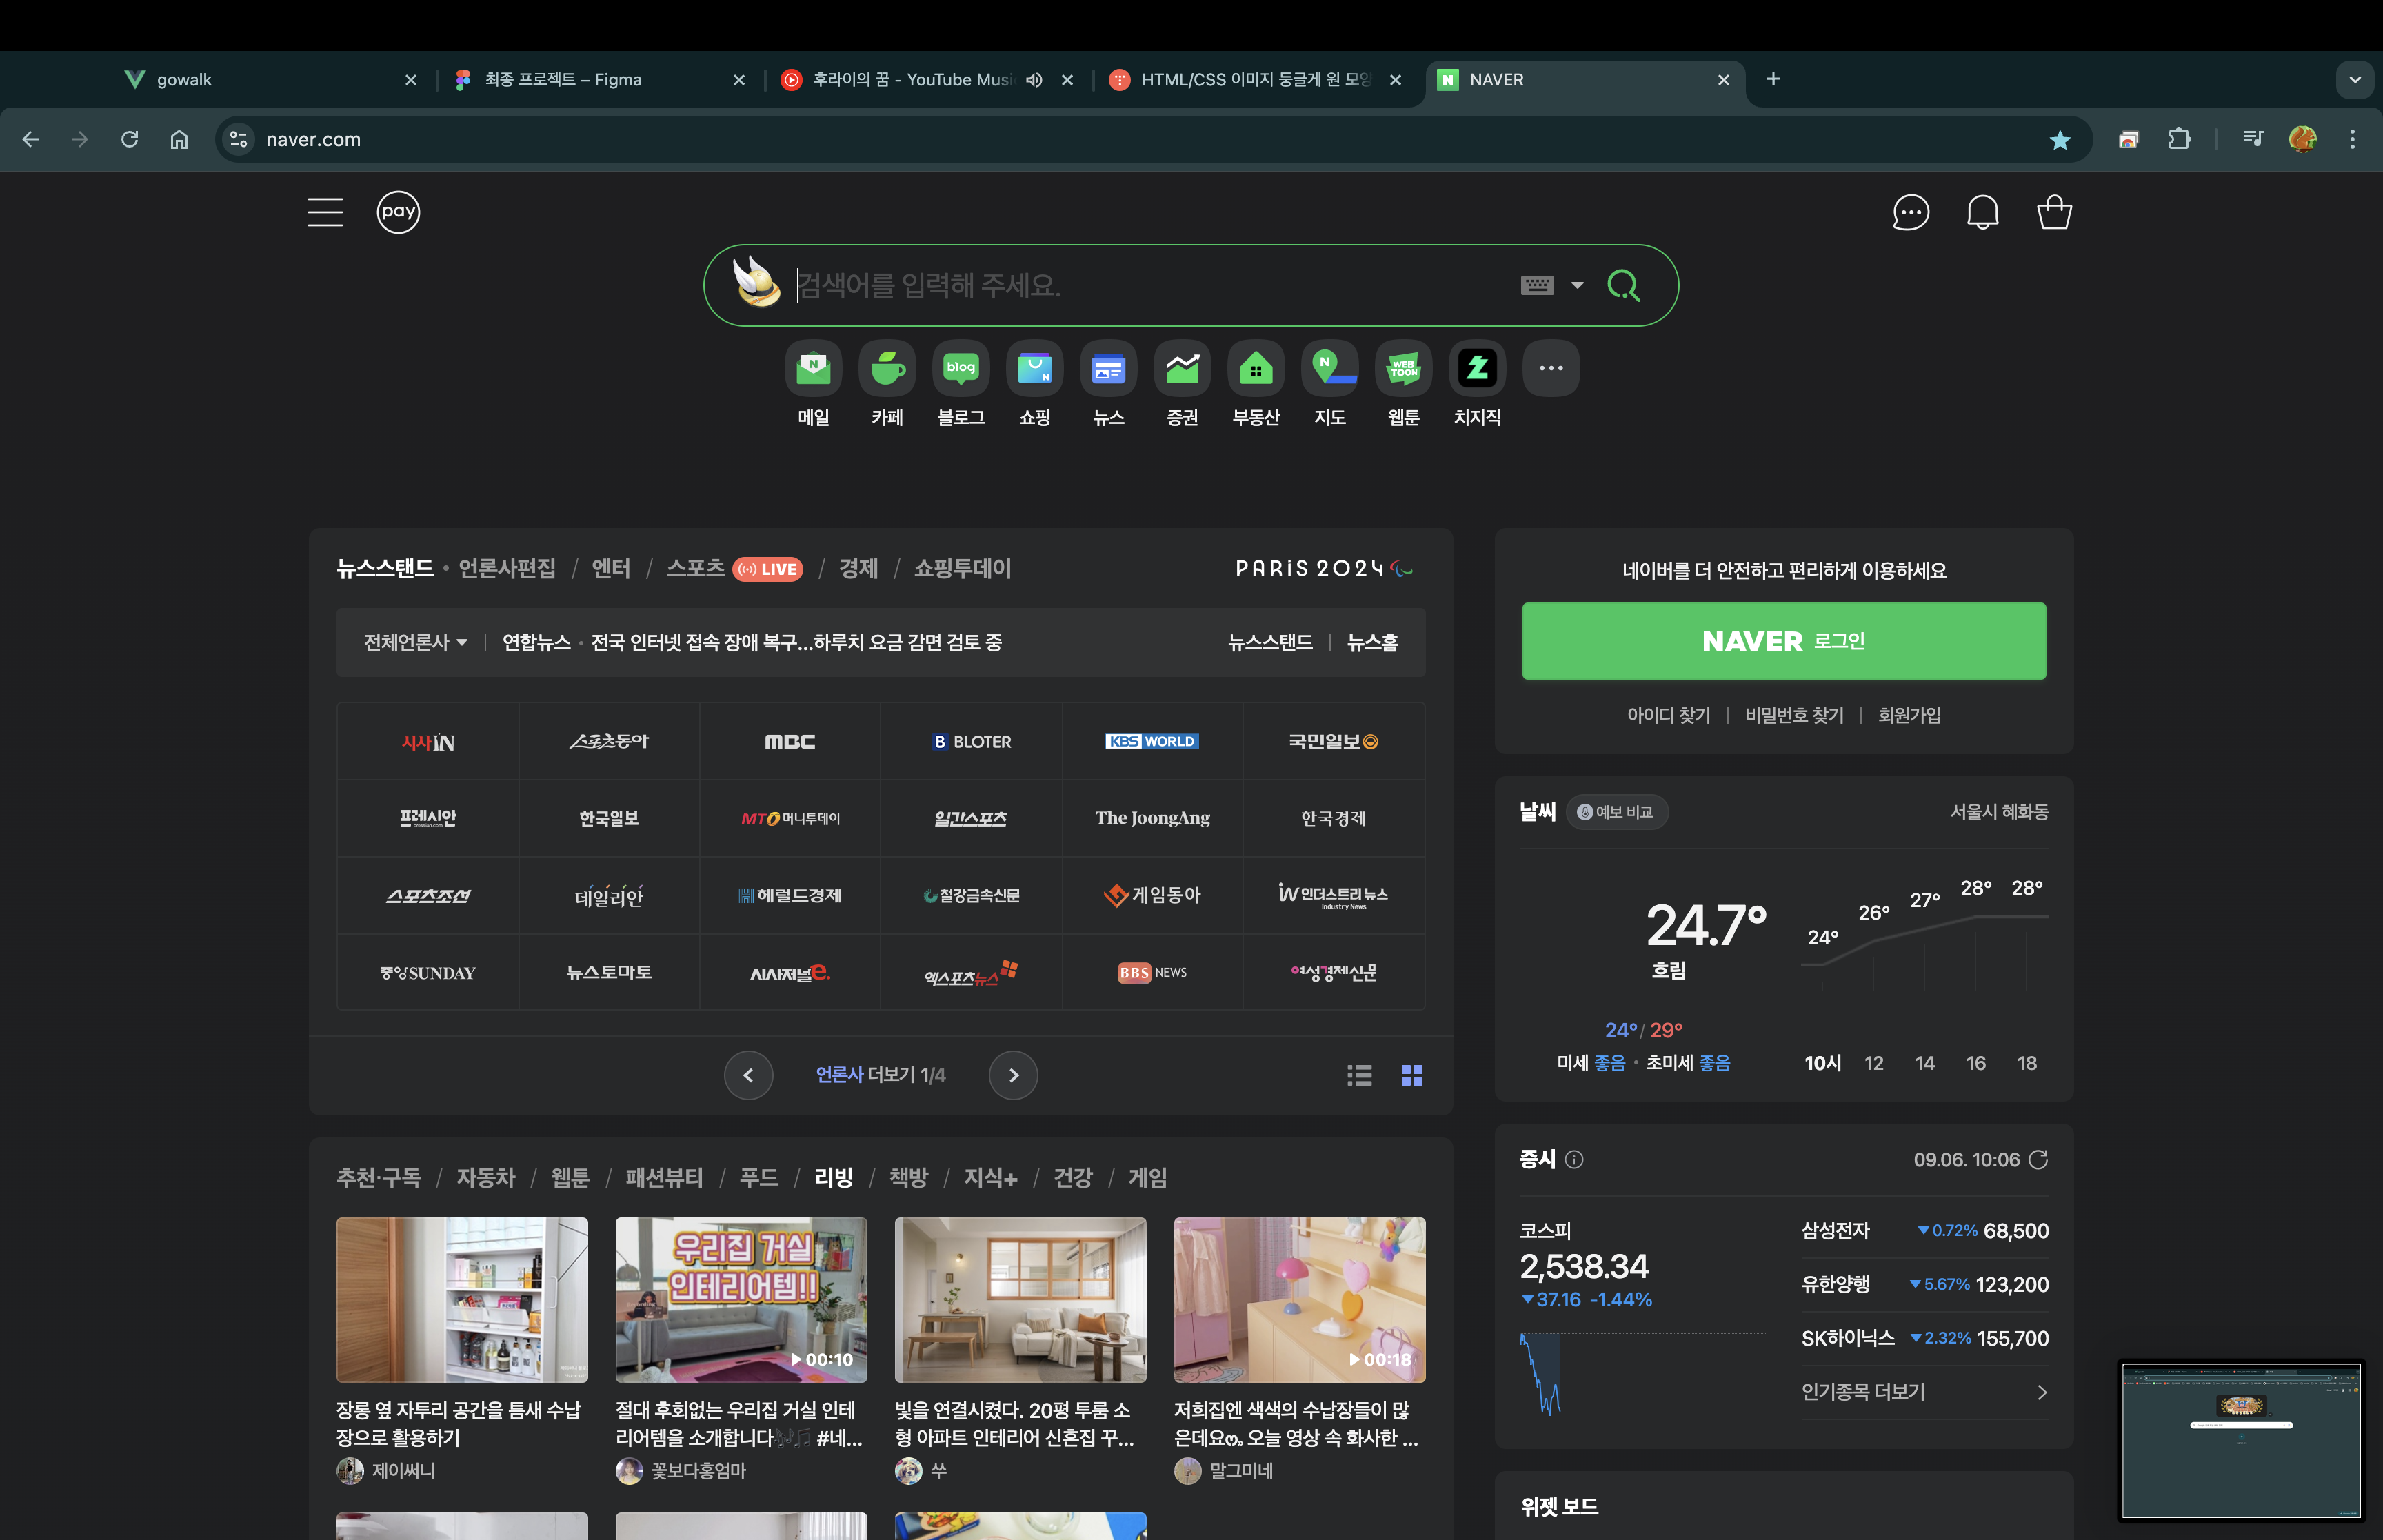 gowalk
최종 프로젝트 – Figma
후라이의 꿈 - YouTube Music
HTML/CSS 이미지 둥글게 원 모양
NAVER
naver.com
pay
검색어를 입력해 주세요.
N
blog
N
N
WEB TOON
메일 카페 블로그 쇼핑 뉴스 증권 부동산 지도 웹툰 치지직
뉴스스탠드 · 언론사편집 / 엔터 / 스포츠 LIVE / 경제 / 쇼핑투데이
PARIS 2024
전체언론사 | 연합뉴스 · 전국 인터넷 접속 장애 복구...하루치 요금 감면 검토 중
뉴스스탠드 | 뉴스홈
시사IN 스포츠동아 MBC B BLOTER KBS WORLD 국민일보
프레시안 pressian.com 한국일보 MTO 머니투데이 일간스포츠 The JoongAng 한국경제
스포츠조선 데일리안 헤럴드경제 철강금속신문 게임동아 iN 인더스트리 뉴스 Industry News
중앙SUNDAY 뉴스토마토 시사저널e. 엑스포츠뉴스 BBS NEWS 여성경제신문
언론사 더보기 1/4
추천·구독 / 자동차 / 웹툰 / 패션뷰티 / 푸드 / 리빙 / 책방 / 지식+ / 건강 / 게임
우리집 거실
인테리어템!!
00:10
00:18
장롱 옆 자투리 공간을 틈새 수납
장으로 활용하기
제이써니
절대 후회없는 우리집 거실 인테
리어템을 소개합니다🎶 #네...
꽃보다홍엄마
빛을 연결시켰다. 20평 투룸 소
형 아파트 인테리어 신혼집 꾸...
쑤
저희집엔 색색의 수납장들이 많
은데요ෆ» 오늘 영상 속 화사한 ...
말그미네
네이버를 더 안전하고 편리하게 이용하세요
NAVER 로그인
아이디 찾기 | 비밀번호 찾기 | 회원가입
날씨 예보 비교 서울시 혜화동
24.7°
흐림
24° / 29°
미세 좋음 · 초미세 좋음
24° 26° 27° 28° 28°
10시 12 14 16 18
증시 09.06. 10:06
코스피
2,538.34
▼37.16 -1.44%
삼성전자 ▼0.72% 68,500
유한양행 ▼5.67% 123,200
SK하이닉스 ▼2.32% 155,700
인기종목 더보기
위젯 보드